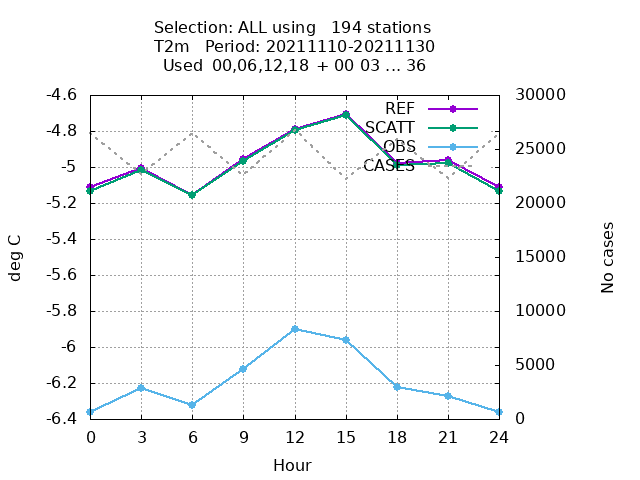 Selection: ALL using   194 stations
T2m   Period: 20211110-20211130
Used  00,06,12,18 + 00 03 ... 36
-4.6
-4.8
-5
-5.2
-5.4
-5.6
-5.8
-6
-6.2
-6.4
deg C
REF
SCATT
OBS
CASES
30000
25000
20000
15000
10000
5000
0
No cases
0 3 6 9 12 15 18 21 24
Hour